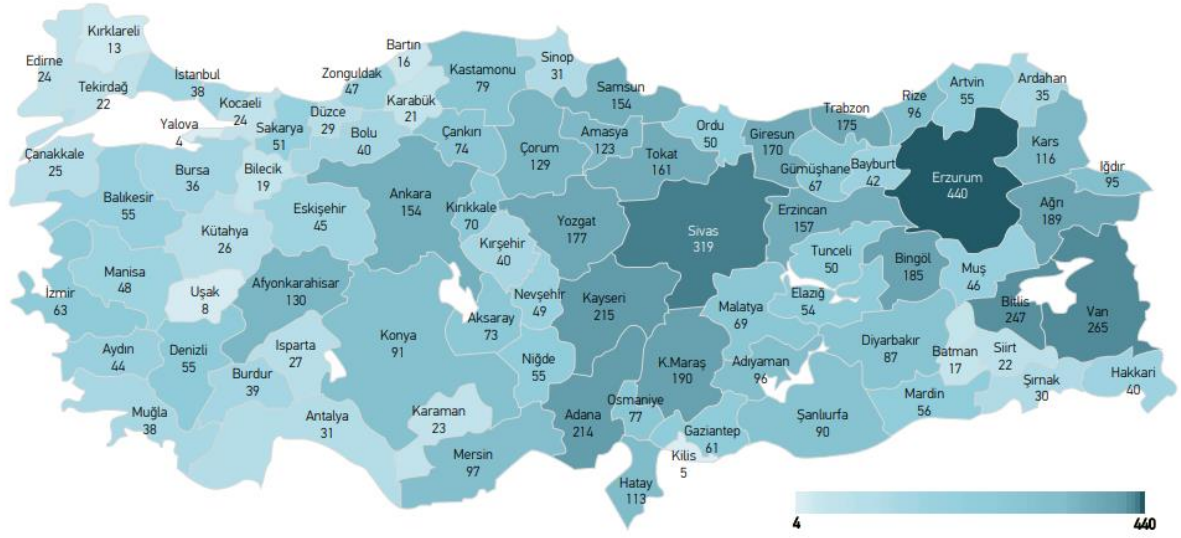 Kırklareli
13
Edirne
24
Tekirdağ
22
İstanbul
38
Kocaeli
24
Yalova
4
Sakarya
51
Düzce
29
Zonguldak
47
Bartın
16
Karabük
21
Kastamonu
79
Sinop
31
Samsun
154
Bolu
40
Çankırı
74
Çorum
129
Amasya
123
Tokat
161
Ordu
50
Giresun
170
Trabzon
175
Rize
96
Artvin
55
Ardahan
35
Kars
116
Iğdır
95
Gümüşhane
67
Bayburt
42
Erzurum
440
Ağrı
189
Çanakkale
25
Balıkesir
55
Bursa
36
Bilecik
19
Kütahya
26
Eskişehir
45
Ankara
154
Kırıkkale
70
Kırşehir
40
Yozgat
177
Sivas
319
Erzincan
157
Tunceli
50
Bingöl
185
Muş
46
Bitlis
247
Van
265
İzmir
63
Manisa
48
Uşak
8
Afyonkarahisar
130
Konya
91
Aksaray
73
Nevşehir
49
Kayseri
215
Malatya
69
Elazığ
54
Diyarbakır
87
Batman
17
Siirt
22
Şırnak
30
Hakkari
40
Aydın
44
Denizli
55
Isparta
27
Burdur
39
Niğde
55
K.Maraş
190
Adıyaman
96
Mardin
56
Muğla
38
Antalya
31
Karaman
23
Mersin
97
Adana
214
Osmaniye
77
Gaziantep
61
Şanlıurfa
90
Kilis
5
Hatay
113
4
440